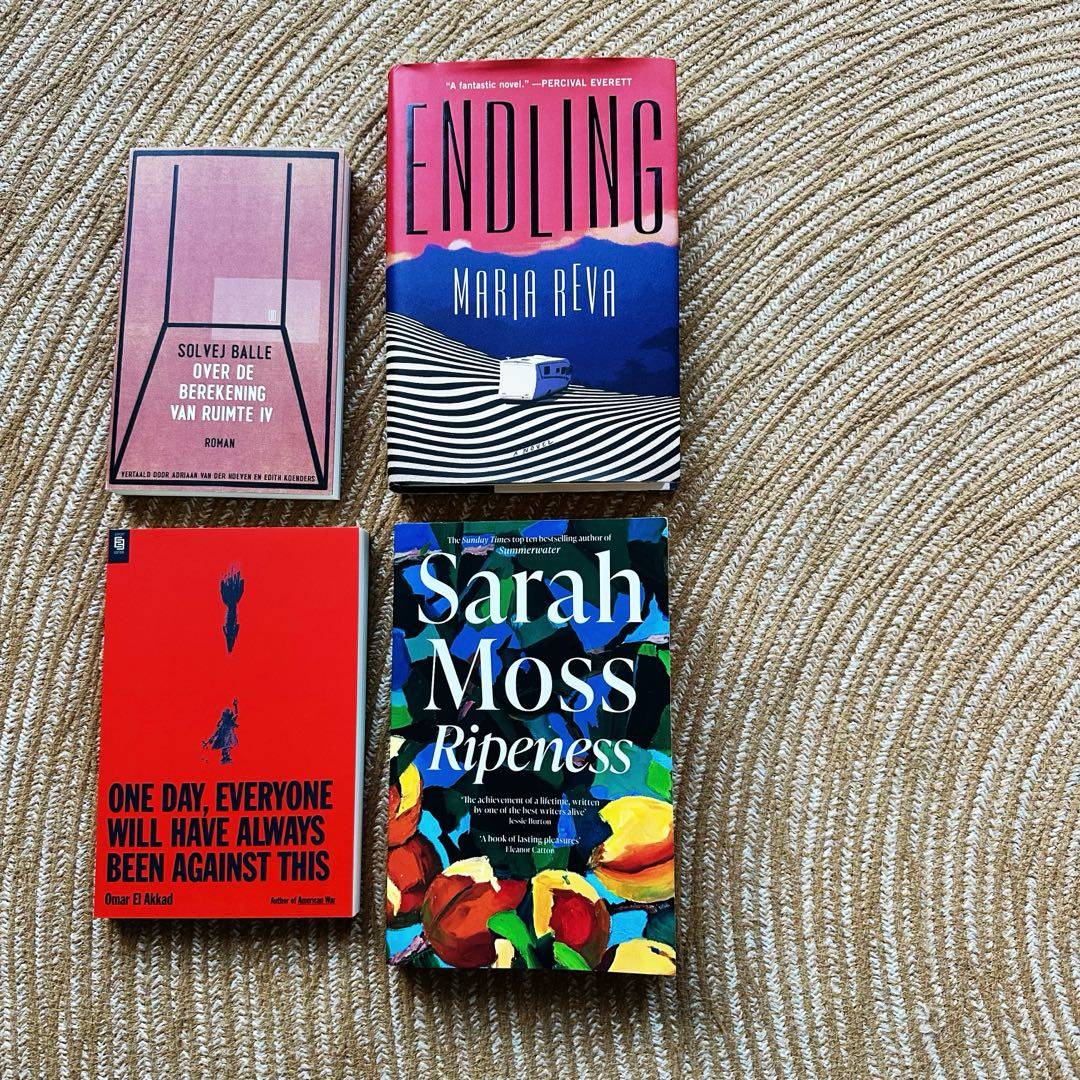 SOLVEJ BALLE
OVER DE
BEREKENING
VAN RUIMTE IV
ROMAN
VERTAALD DOOR ADRIAAN VAN DER HOEVEN EN EDITH KOENDERS
"A fantastic novel." —PERCIVAL EVERETT
ENDLING
MARIA REVA
A NOVEL
ONE DAY, EVERYONE
WILL HAVE ALWAYS
BEEN AGAINST THIS
Omar El Akkad
Author of American War
The Sunday Times top ten bestselling author of
Summerwater
Sarah
Moss
Ripeness
'The achievement of a lifetime, written
by one of the best writers alive'
Jessie Burton
'A book of lasting pleasures'
Eleanor Catton